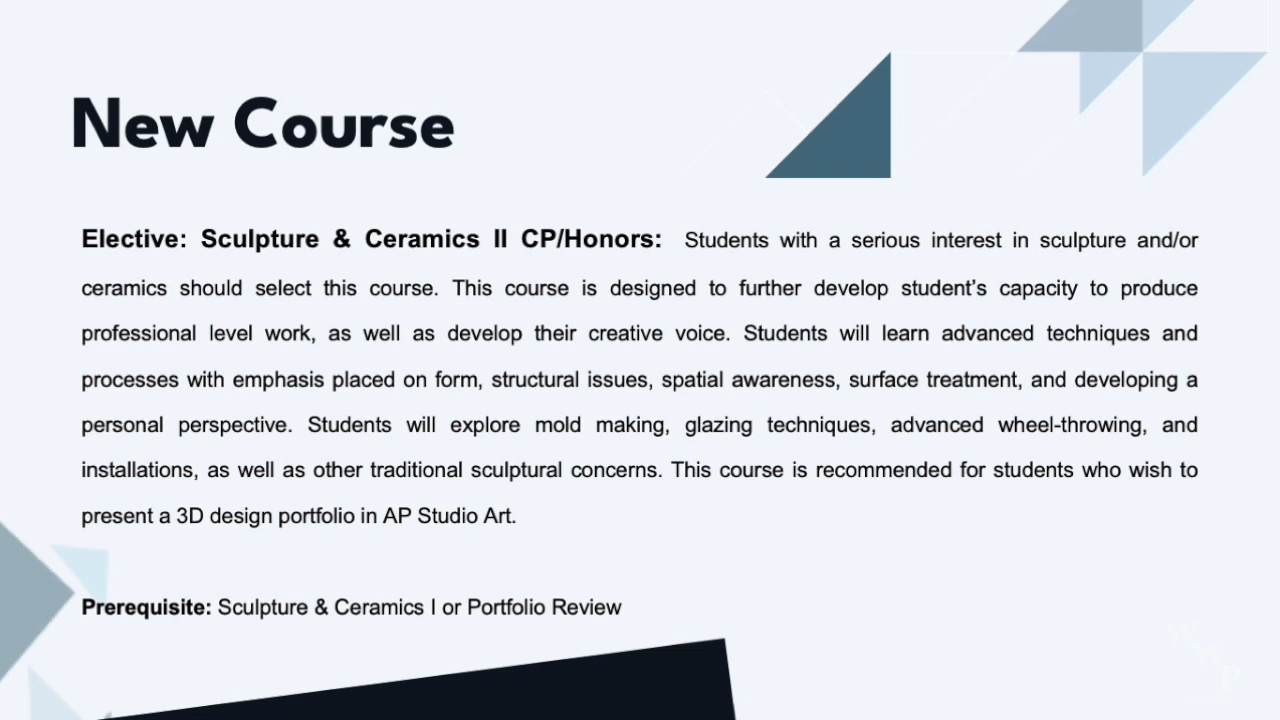 New Course
Elective: Sculpture & Ceramics II CP/Honors: Students with a serious interest in sculpture and/or
ceramics should select this course. This course is designed to further develop student’s capacity to produce
professional level work, as well as develop their creative voice. Students will learn advanced techniques and
processes with emphasis placed on form, structural issues, spatial awareness, surface treatment, and developing a
personal perspective. Students will explore mold making, glazing techniques, advanced wheel-throwing, and
installations, as well as other traditional sculptural concerns. This course is recommended for students who wish to
present a 3D design portfolio in AP Studio Art.
Prerequisite: Sculpture & Ceramics I or Portfolio Review